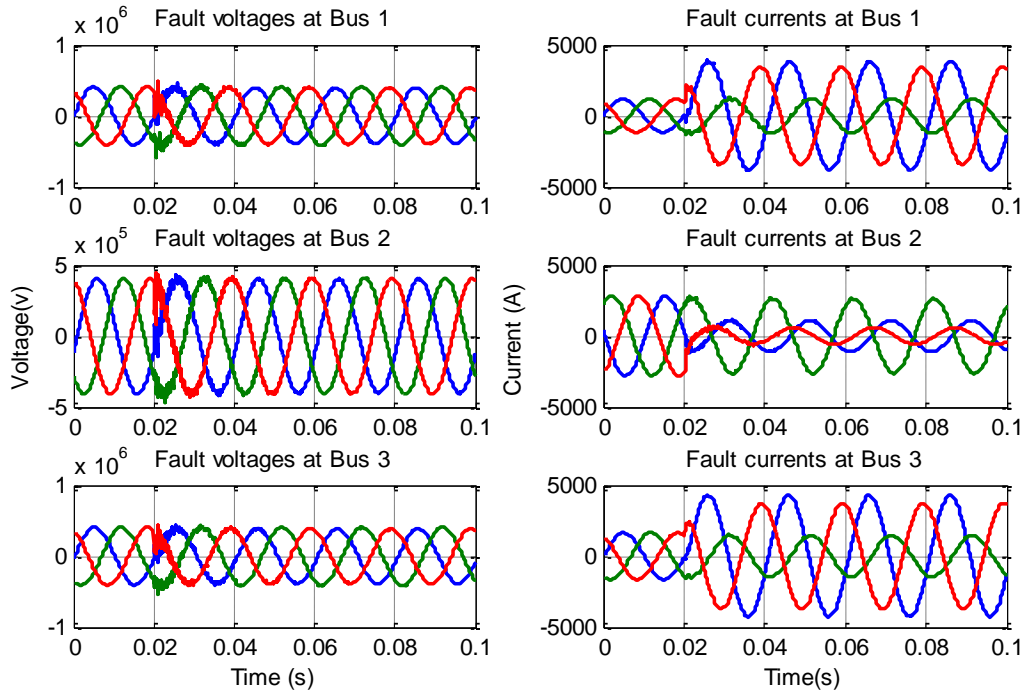 Fault voltages at Bus 1
x 10^6
1
0
-1
0 0.02 0.04 0.06 0.08 0.1
Fault currents at Bus 1
5000
0
-5000
0 0.02 0.04 0.06 0.08 0.1
Fault voltages at Bus 2
x 10^5
5
0
-5
0 0.02 0.04 0.06 0.08 0.1
Voltage(v)
Fault currents at Bus 2
5000
0
-5000
0 0.02 0.04 0.06 0.08 0.1
Current (A)
Fault voltages at Bus 3
x 10^6
1
0
-1
0 0.02 0.04 0.06 0.08 0.1
Time (s)
Fault currents at Bus 3
5000
0
-5000
0 0.02 0.04 0.06 0.08 0.1
Time(s)